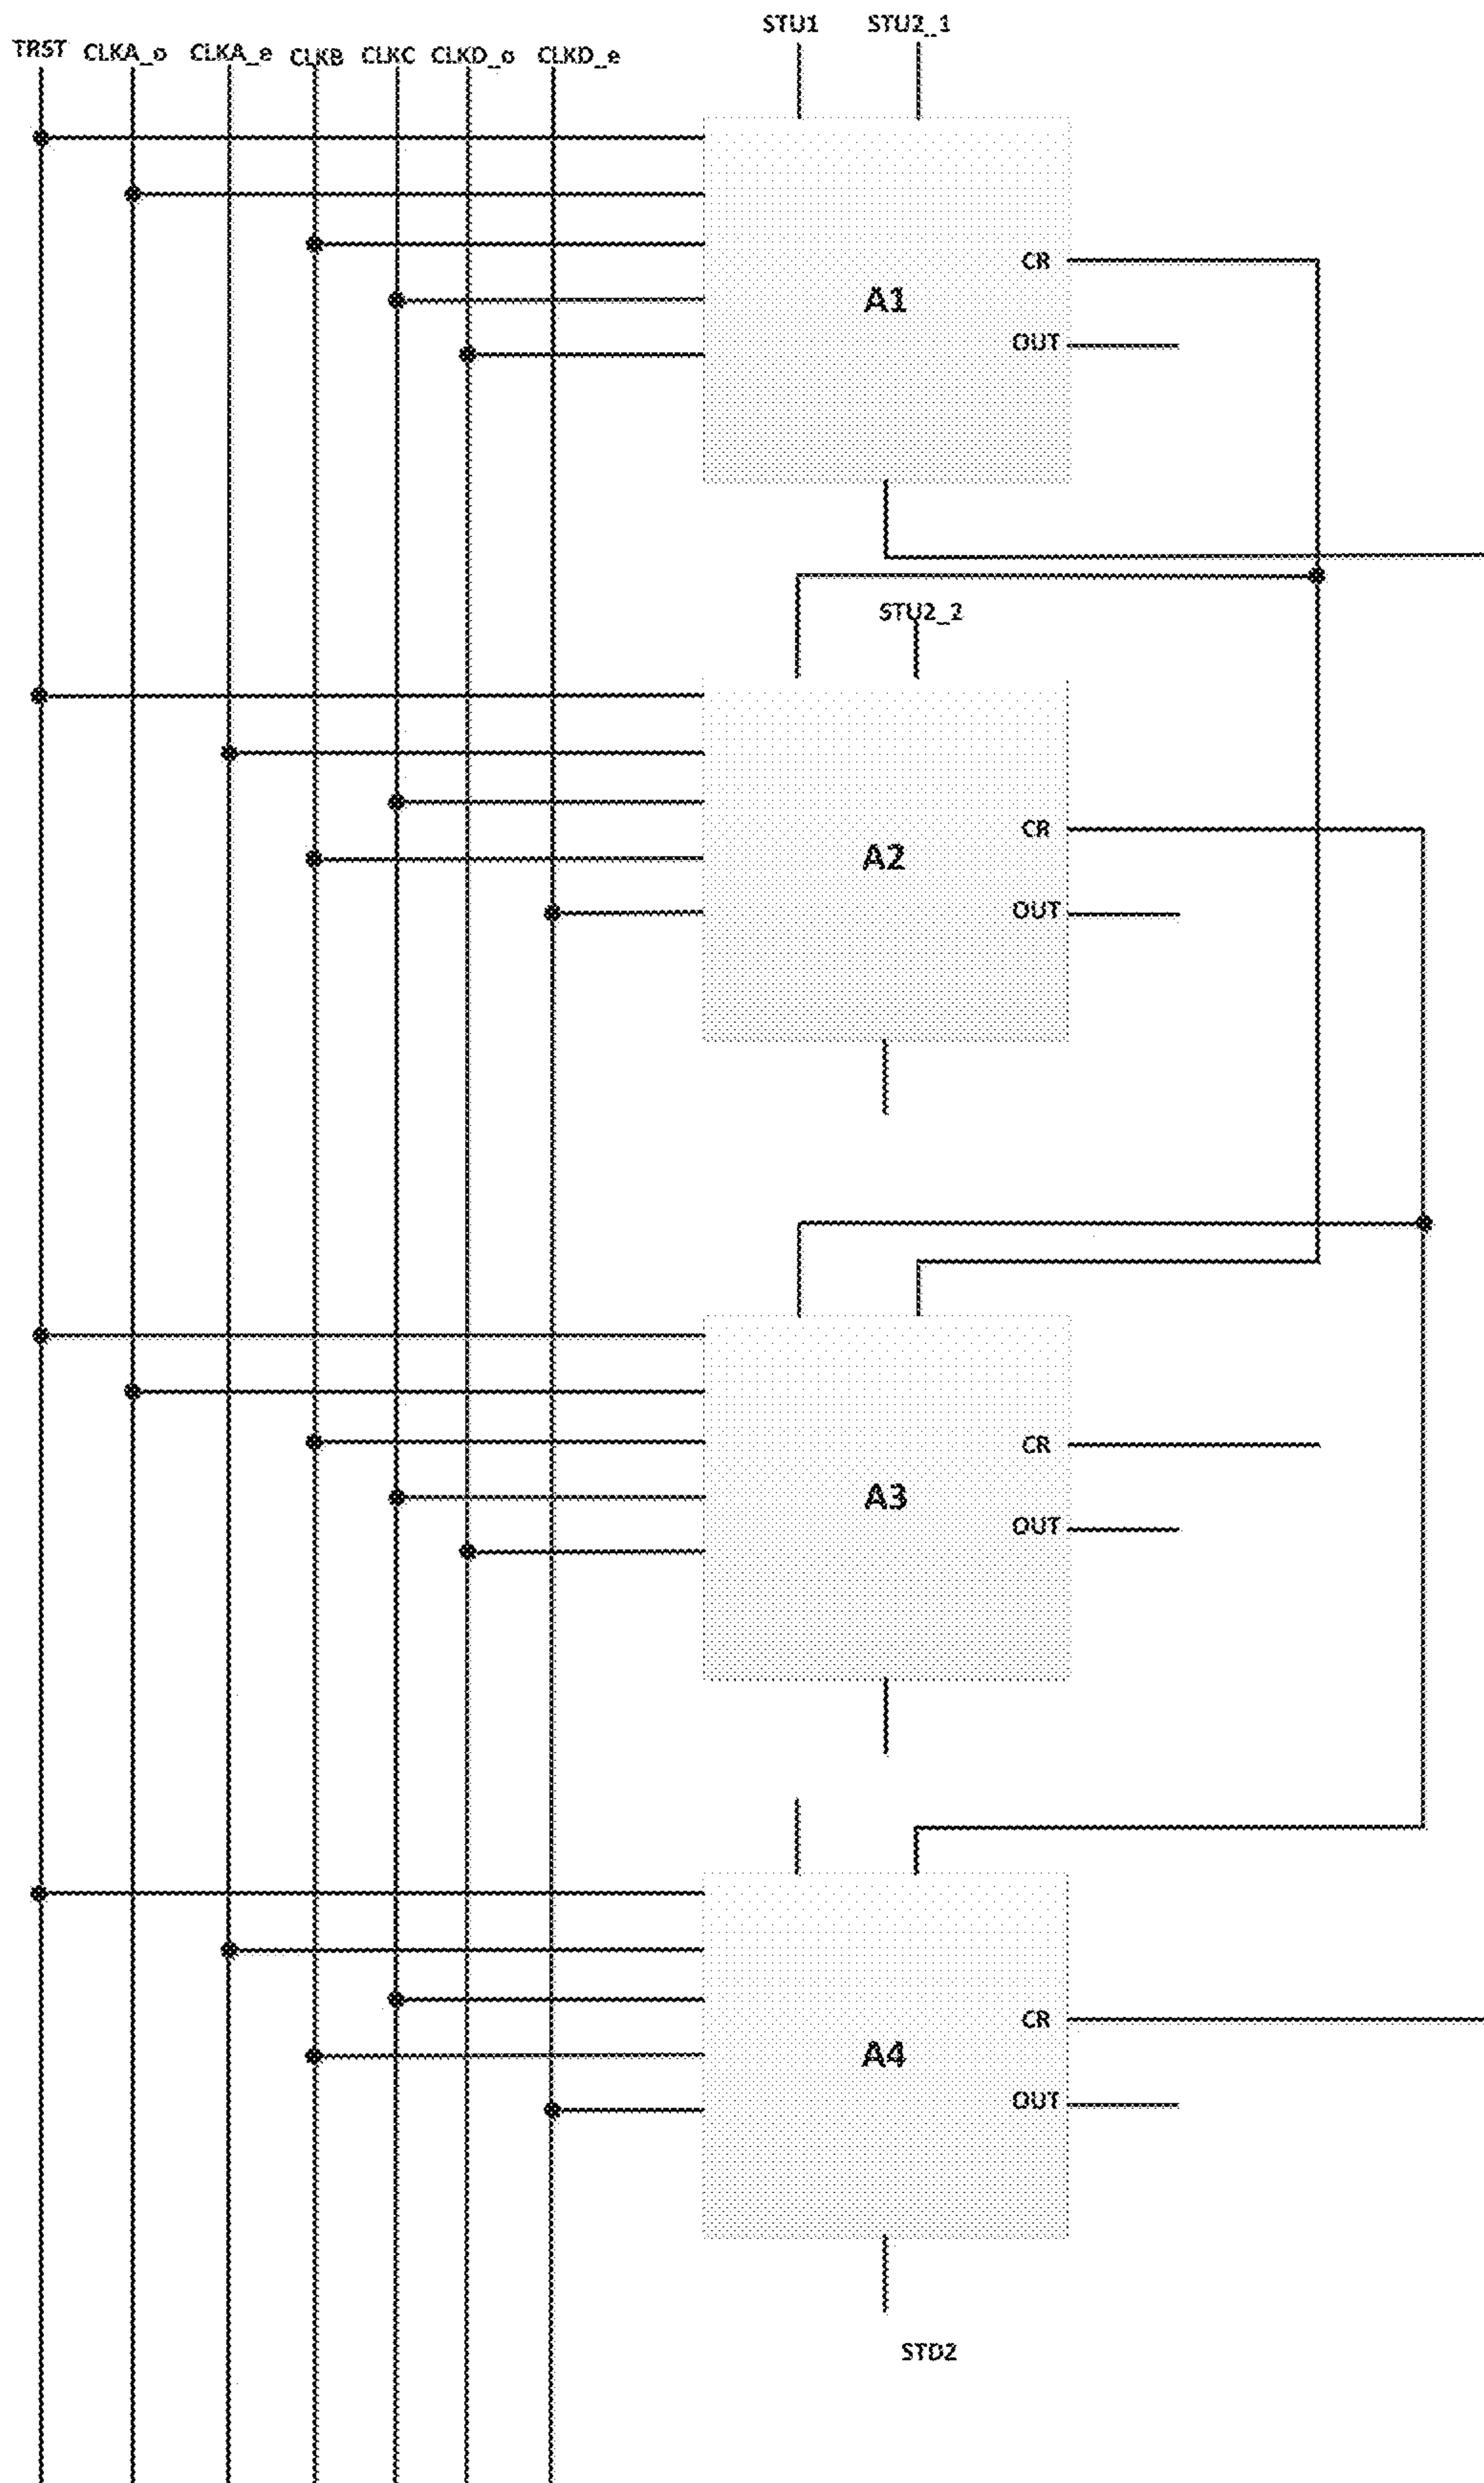 STU1 STU2_1
TRST CLKA_o CLKA_e CLKB CLKC CLKD_o CLKD_e
CR
A1
OUT
STU2_2
CR
A2
OUT
CR
A3
OUT
CR
A4
OUT
STD2